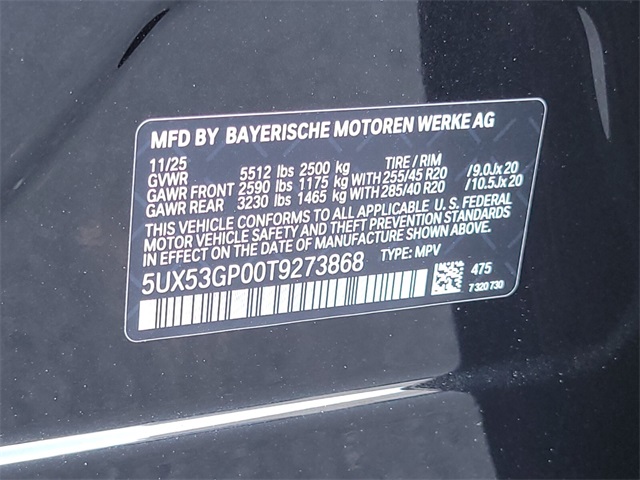 MFD BY BAYERISCHE MOTOREN WERKE AG
11/25 TIRE / RIM
GVWR 5512 lbs 2500 kg
GAWR FRONT 2590 lbs 1175 kg WITH 255/45 R20 /9.0Jx20
GAWR REAR 3230 lbs 1465 kg WITH 285/40 R20 /10.5Jx20
THIS VEHICLE CONFORMS TO ALL APPLICABLE U. S. FEDERAL
MOTOR VEHICLE SAFETY AND THEFT PREVENTION STANDARDS
IN EFFECT ON THE DATE OF MANUFACTURE SHOWN ABOVE.
5UX53GP00T9273868 TYPE: MPV
475
7 320 730